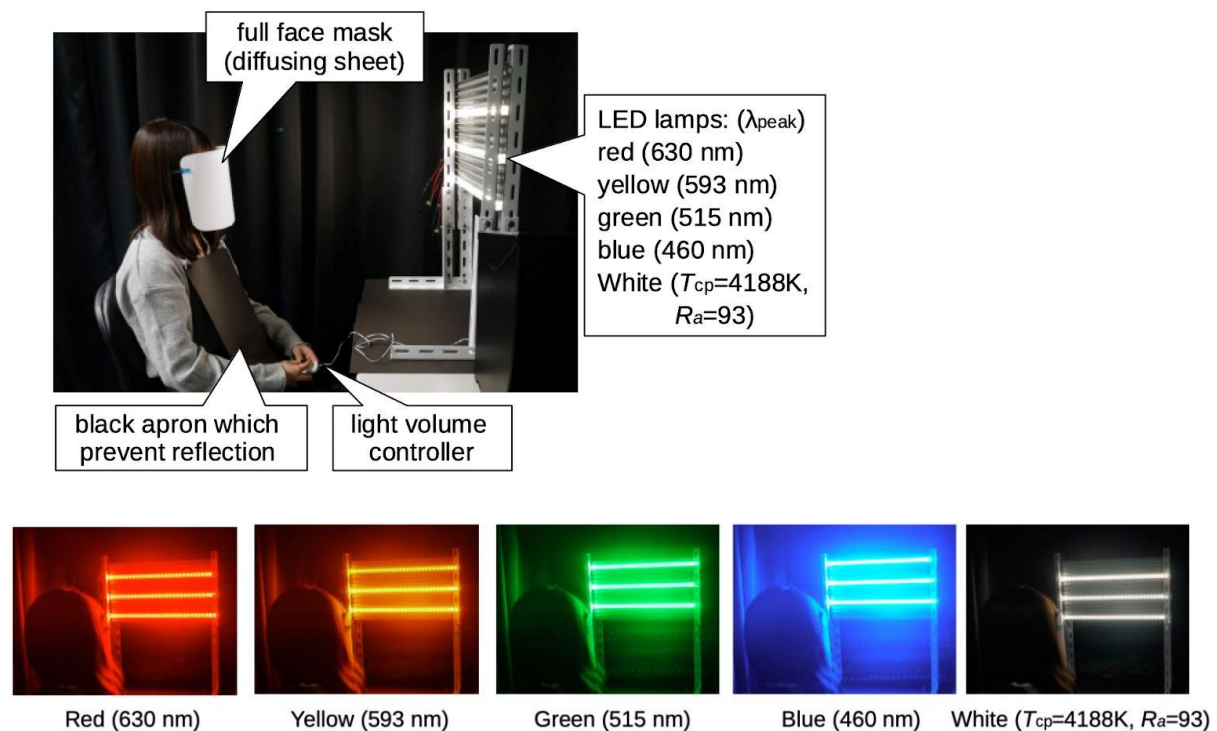 full face mask
(diffusing sheet)
LED lamps: (λpeak)
red (630 nm)
yellow (593 nm)
green (515 nm)
blue (460 nm)
White (Tcp=4188K,
Ra=93)
black apron which
prevent reflection
light volume
controller
Red (630 nm)
Yellow (593 nm)
Green (515 nm)
Blue (460 nm)
White (Tcp=4188K, Ra=93)